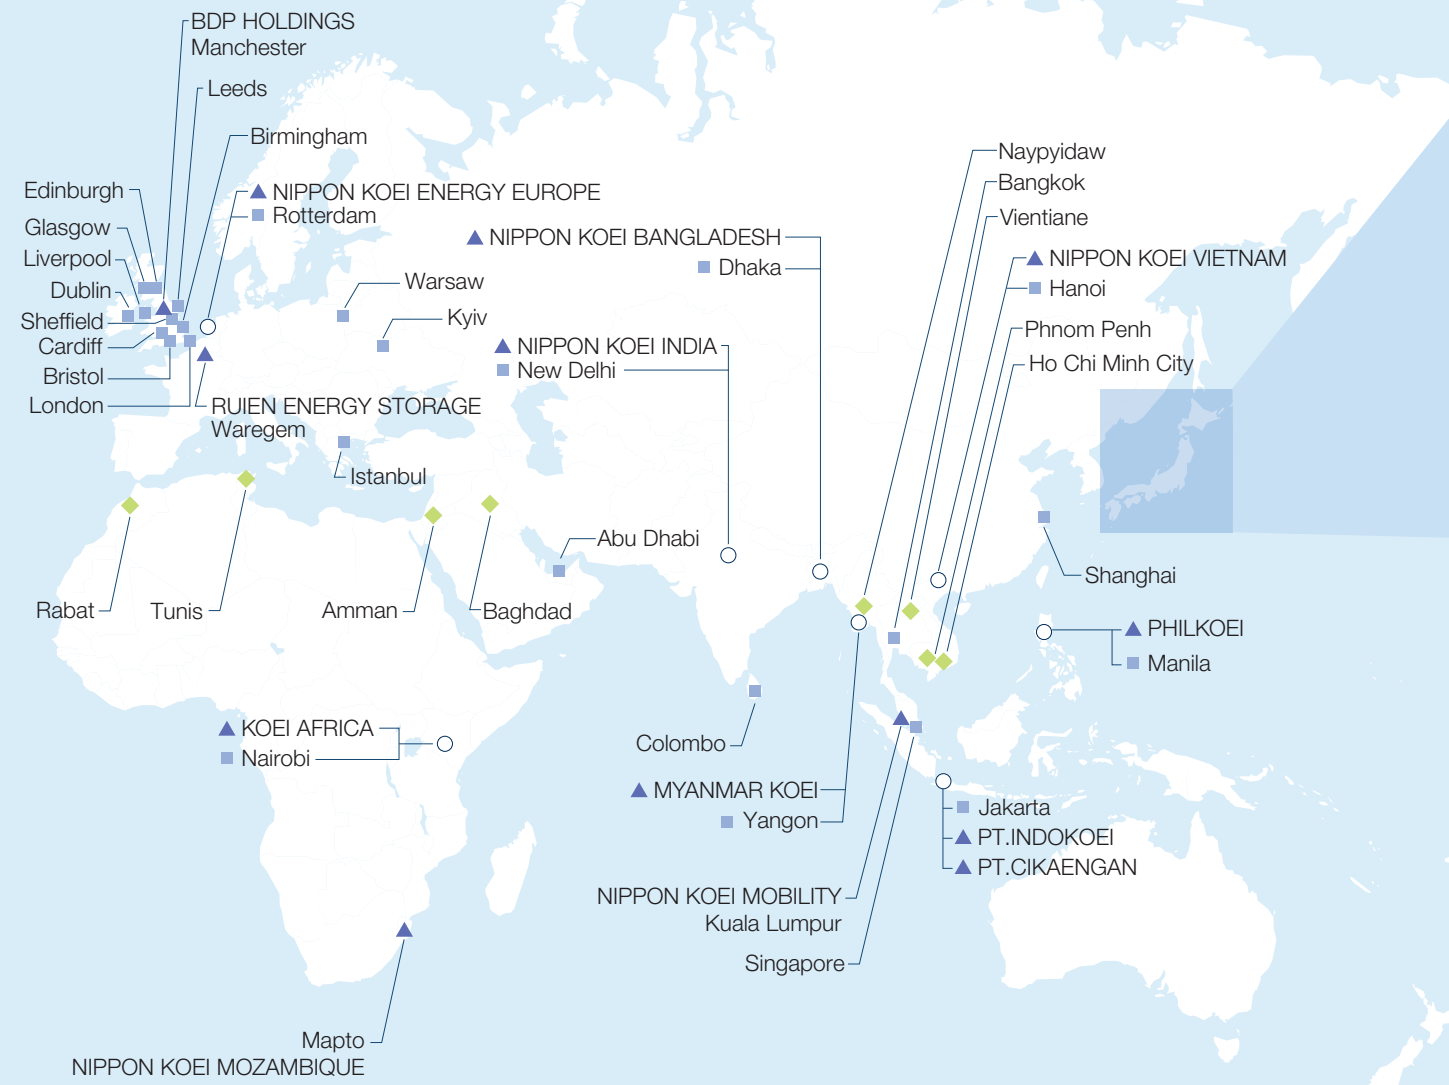 BDP HOLDINGS
Manchester
Leeds
Birmingham
Edinburgh
Glasgow
Liverpool
Dublin
Sheffield
Cardiff
Bristol
London
NIPPON KOEI ENERGY EUROPE
Rotterdam
Warsaw
Kyiv
RUIEN ENERGY STORAGE
Waregem
Istanbul
NIPPON KOEI BANGLADESH
Dhaka
NIPPON KOEI INDIA
New Delhi
Naypyidaw
Bangkok
Vientiane
NIPPON KOEI VIETNAM
Hanoi
Phnom Penh
Ho Chi Minh City
Abu Dhabi
Rabat
Tunis
Amman
Baghdad
Shanghai
PHILKOEI
Manila
KOEI AFRICA
Nairobi
Colombo
MYANMAR KOEI
Yangon
Jakarta
PT.INDOKOEI
PT.CIKAENGAN
NIPPON KOEI MOBILITY
Kuala Lumpur
Singapore
Mapto
NIPPON KOEI MOZAMBIQUE